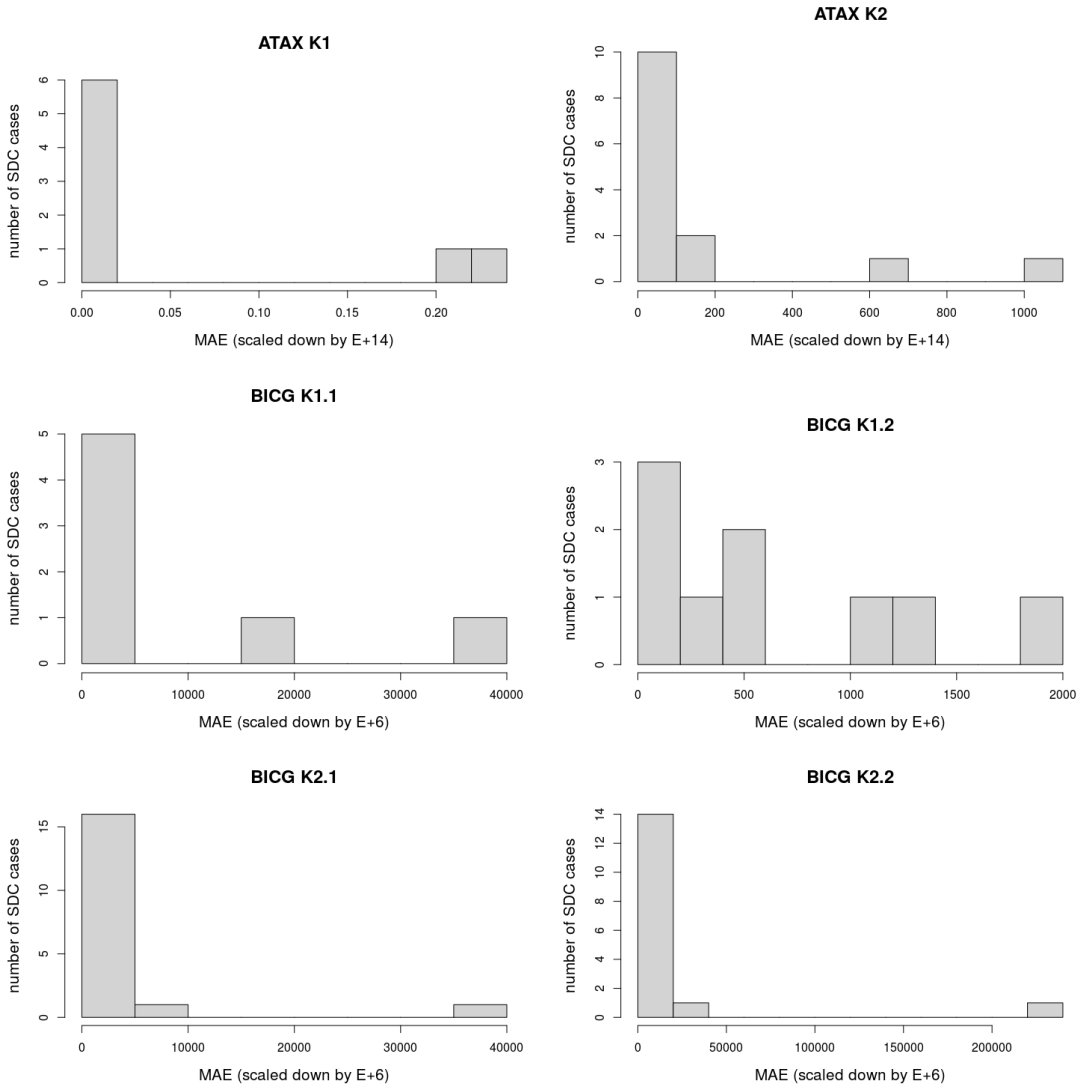 ATAX K1
number of SDC cases
6
5
4
3
2
1
0
0.00 0.05 0.10 0.15 0.20
MAE (scaled down by E+14)
ATAX K2
number of SDC cases
10
8
6
4
2
0
0 200 400 600 800 1000
MAE (scaled down by E+14)
BICG K1.1
number of SDC cases
5
4
3
2
1
0
0 10000 20000 30000 40000
MAE (scaled down by E+6)
BICG K1.2
number of SDC cases
3
2
1
0
0 500 1000 1500 2000
MAE (scaled down by E+6)
BICG K2.1
number of SDC cases
15
10
5
0
0 10000 20000 30000 40000
MAE (scaled down by E+6)
BICG K2.2
number of SDC cases
14
12
10
8
6
4
2
0
0 50000 100000 150000 200000
MAE (scaled down by E+6)